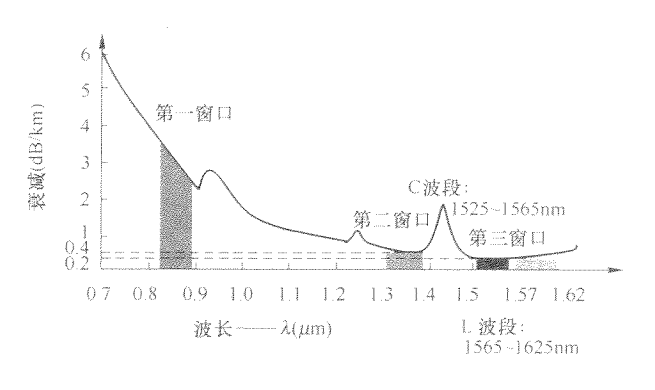 6
5
衰减(dB/km)
第一窗口
4
3
C波段:
2
第二窗口
1525~1565nm
1
第三窗口
0.4
0.2
0.7 0.8 0.9 1.0 1.1 1.2 1.3 1.4 1.5 1.57 1.62
波长——λ(μm)
L 波段:
1565~1625nm